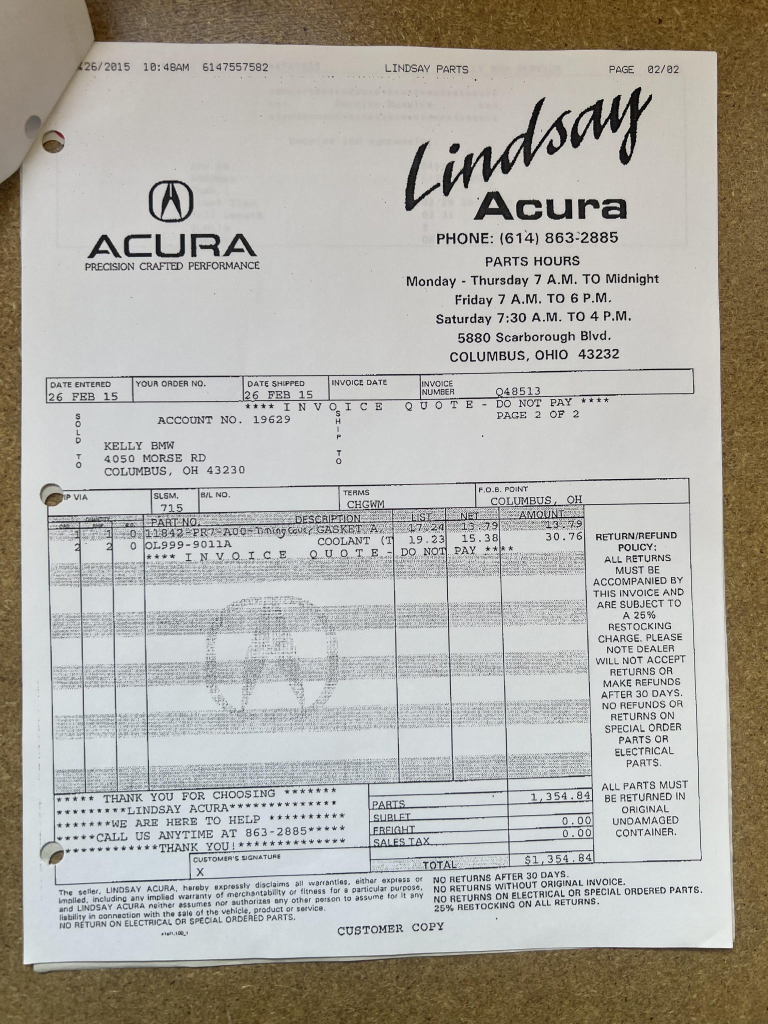 26/2015 10:48AM 6147557582 LINDSAY PARTS PAGE 02/02
Lindsay
Acura
ACURA
PRECISION CRAFTED PERFORMANCE
PHONE: (614) 863-2885
PARTS HOURS
Monday - Thursday 7 A.M. TO Midnight
Friday 7 A.M. TO 6 P.M.
Saturday 7:30 A.M. TO 4 P.M.
5880 Scarborough Blvd.
COLUMBUS, OHIO 43232
DATE ENTERED YOUR ORDER NO. DATE SHIPPED INVOICE DATE INVOICE NUMBER
26 FEB 15 26 FEB 15 Q48513
**** I N V O I C E Q U O T E - DO NOT PAY ****
PAGE 2 OF 2
SOLD TO
SHIP TO
ACCOUNT NO. 19629
KELLY BMW
4050 MORSE RD
COLUMBUS, OH 43230
IP VIA SLSM. B/L NO. TERMS F.O.B. POINT
715 CHGWM COLUMBUS, OH
QUANTITY PART NO. DESCRIPTION LIST NET AMOUNT
1 1 0 11842-PR7-A00 Timing Cover GASKET A, 17.24 13.79 13.79
2 2 0 OL999-9011A COOLANT (T 19.23 15.38 30.76
**** I N V O I C E Q U O T E - DO NOT PAY ****
RETURN/REFUND
POLICY:
ALL RETURNS
MUST BE
ACCOMPANIED BY
THIS INVOICE AND
ARE SUBJECT TO
A 25%
RESTOCKING
CHARGE. PLEASE
NOTE DEALER
WILL NOT ACCEPT
RETURNS OR
MAKE REFUNDS
AFTER 30 DAYS.
NO REFUNDS OR
RETURNS ON
SPECIAL ORDER
PARTS OR
ELECTRICAL
PARTS.
ALL PARTS MUST
BE RETURNED IN
ORIGINAL
UNDAMAGED
CONTAINER.
***** THANK YOU FOR CHOOSING *******
*********LINDSAY ACURA**************
*******WE ARE HERE TO HELP **********
*****CALL US ANYTIME AT 863-2885*****
************THANK YOU!**************
PARTS 1,354.84
SUBLET
FREIGHT 0.00
SALES TAX 0.00
TOTAL $1,354.84
CUSTOMER'S SIGNATURE
X
The seller, LINDSAY ACURA, hereby expressly disclaims all warranties, either express or
implied, including any implied warranty of merchantability or fitness for a particular purpose,
and LINDSAY ACURA neither assumes nor authorizes any other person to assume for it any
liability in connection with the sale of the vehicle, product or service.
NO RETURN ON ELECTRICAL OR SPECIAL ORDERED PARTS.
NO RETURNS AFTER 30 DAYS.
NO RETURNS WITHOUT ORIGINAL INVOICE.
NO RETURNS ON ELECTRICAL OR SPECIAL ORDERED PARTS.
25% RESTOCKING ON ALL RETURNS.
CUSTOMER COPY